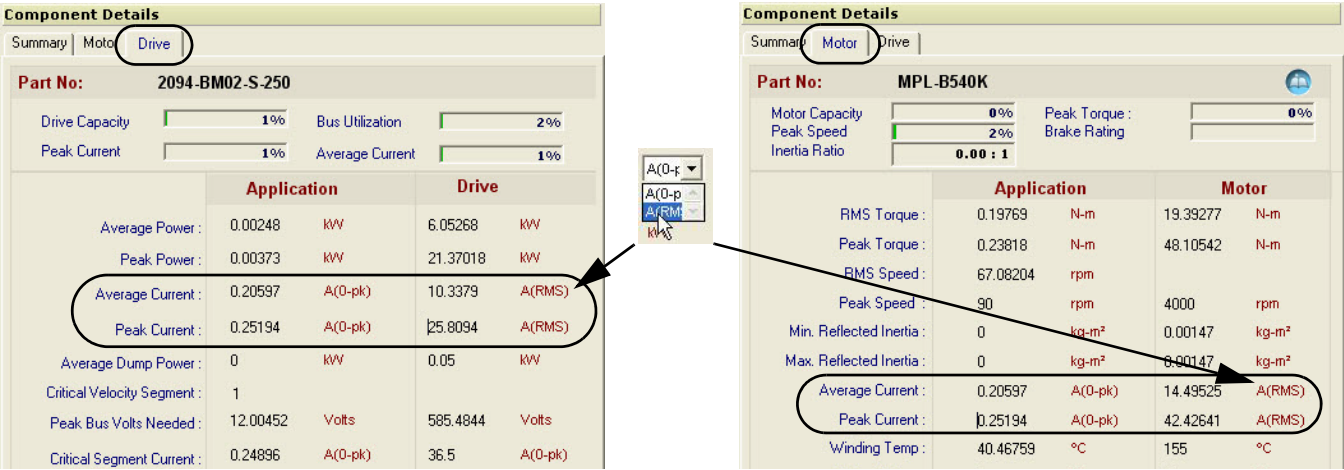 Component Details
Summary Moto Drive
Part No: 2094-BM02-S-250
Drive Capacity 1% Bus Utilization 2%
Peak Current 1% Average Current 1%
Application Drive
Average Power : 0.00248 kW 6.05268 kW
Peak Power : 0.00373 kW 21.37018 kW
Average Current : 0.20597 A(0-pk) 10.3379 A(RMS)
Peak Current : 0.25194 A(0-pk) 25.8094 A(RMS)
Average Dump Power : 0 kW 0.05 kW
Critical Velocity Segment : 1
Peak Bus Volts Needed : 12.00452 Volts 585.4844 Volts
Critical Segment Current : 0.24896 A(0-pk) 36.5 A(0-pk)
A(0-p
A(0-p
A(RMS
kW
Component Details
Summary Motor Drive
Part No: MPL-B540K
Motor Capacity 0% Peak Torque : 0%
Peak Speed 2% Brake Rating
Inertia Ratio 0.00 : 1
Application Motor
RMS Torque : 0.19769 N-m 19.39277 N-m
Peak Torque : 0.23818 N-m 48.10542 N-m
RMS Speed : 67.08204 rpm
Peak Speed : 90 rpm 4000 rpm
Min. Reflected Inertia : 0 kg-m² 0.00147 kg-m²
Max. Reflected Inertia : 0 kg-m² 0.00147 kg-m²
Average Current : 0.20597 A(0-pk) 14.49525 A(RMS)
Peak Current : 0.25194 A(0-pk) 42.42641 A(RMS)
Winding Temp : 40.46759 °C 155 °C